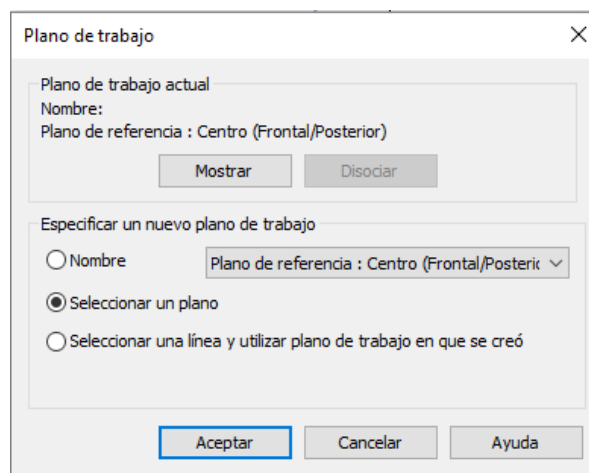 Plano de trabajo
Plano de trabajo actual
Nombre:
Plano de referencia : Centro (Frontal/Posterior)
Mostrar
Disociar
Especificar un nuevo plano de trabajo
Nombre
Plano de referencia : Centro (Frontal/Posteric
Seleccionar un plano
Seleccionar una línea y utilizar plano de trabajo en que se creó
Aceptar
Cancelar
Ayuda